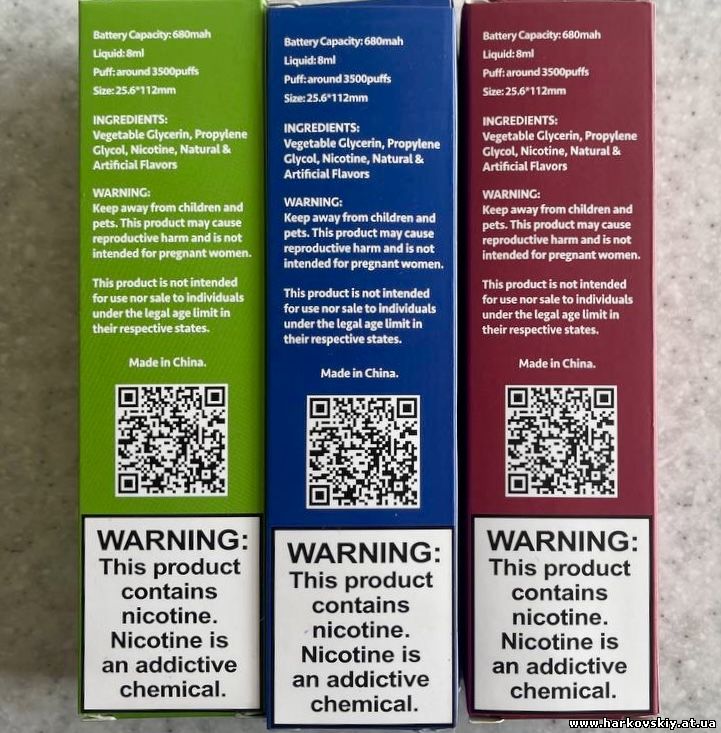 Battery Capacity: 680mah
Liquid: 8ml
Puff: around 3500puffs
Size: 25.6*112mm
INGREDIENTS:
Vegetable Glycerin, Propylene
Glycol, Nicotine, Natural &
Artificial Flavors
WARNING:
Keep away from children and
pets. This product may cause
reproductive harm and is not
intended for pregnant women.
This product is not intended
for use nor sale to individuals
under the legal age limit in
their respective states.
Made in China.
WARNING:
This product
contains
nicotine.
Nicotine is
an addictive
chemical.
Battery Capacity: 680mah
Liquid: 8ml
Puff: around 3500puffs
Size: 25.6*112mm
INGREDIENTS:
Vegetable Glycerin, Propylene
Glycol, Nicotine, Natural &
Artificial Flavors
WARNING:
Keep away from children and
pets. This product may cause
reproductive harm and is not
intended for pregnant women.
This product is not intended
for use nor sale to individuals
under the legal age limit in
their respective states.
Made in China.
WARNING:
This product
contains
nicotine.
Nicotine is
an addictive
chemical.
Battery Capacity: 680mah
Liquid: 8ml
Puff: around 3500puffs
Size: 25.6*112mm
INGREDIENTS:
Vegetable Glycerin, Propylene
Glycol, Nicotine, Natural &
Artificial Flavors
WARNING:
Keep away from children and
pets. This product may cause
reproductive harm and is not
intended for pregnant women.
This product is not intended
for use nor sale to individuals
under the legal age limit in
their respective states.
Made in China.
WARNING:
This product
contains
nicotine.
Nicotine is
an addictive
chemical.
www.harkovskiy.at.ua